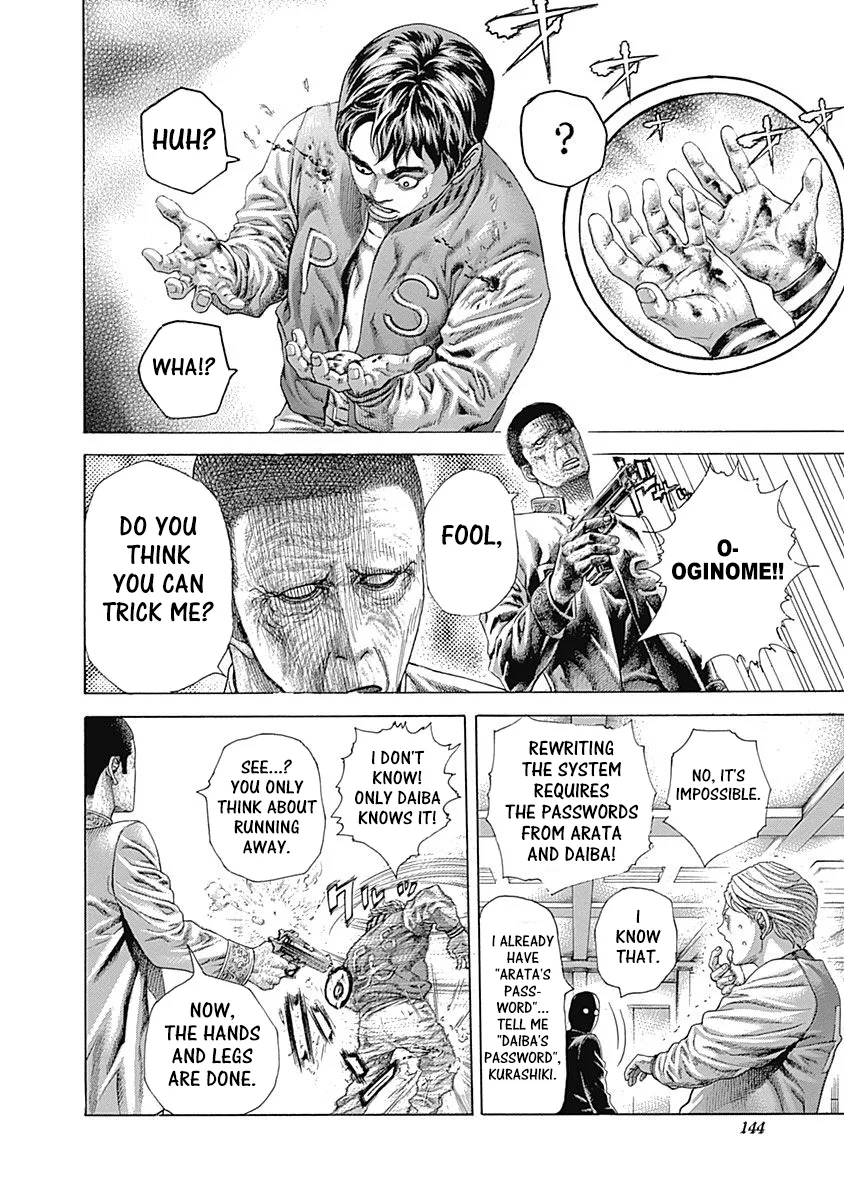 ?
HUH?
P
S
WHA!?
O-
OGINOME!!
FOOL,
DO YOU
THINK
YOU CAN
TRICK ME?
NO, IT'S
IMPOSSIBLE.
REWRITING
THE SYSTEM
REQUIRES
THE PASSWORDS
FROM ARATA
AND DAIBA!
I
KNOW
THAT.
I ALREADY
HAVE
"ARATA'S
PASS-
WORD"...
TELL ME
"DAIBA'S
PASSWORD",
KURASHIKI.
I DON'T
KNOW!
ONLY DAIBA
KNOWS IT!
SEE...?
YOU ONLY
THINK ABOUT
RUNNING
AWAY.
NOW,
THE HANDS
AND LEGS
ARE DONE.
144